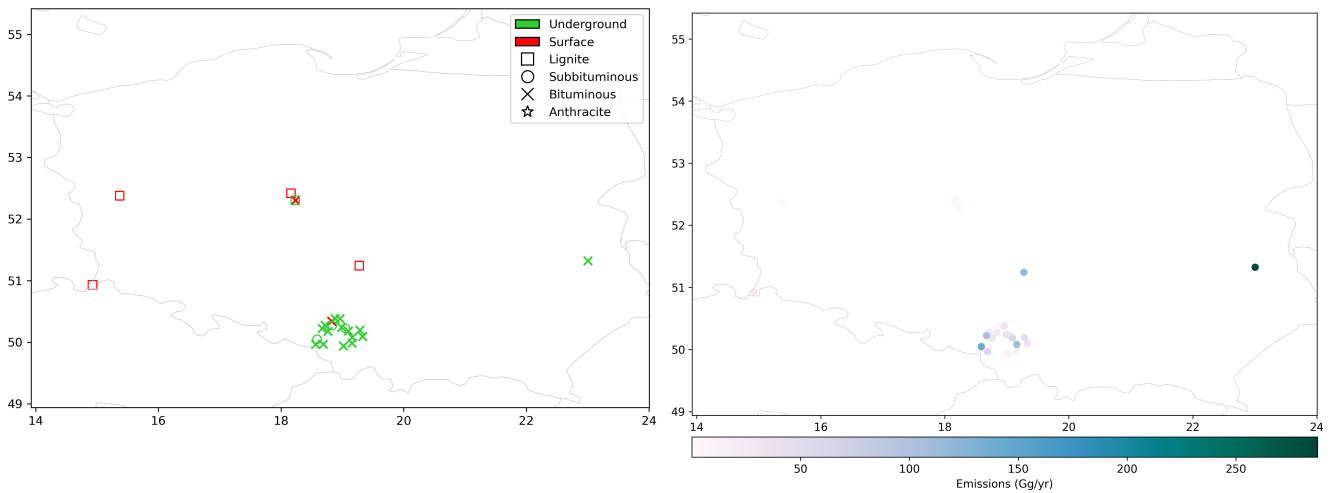 Underground
Surface
Lignite
Subbituminous
Bituminous
Anthracite
55
54
53
52
51
50
49
14 16 18 20 22 24
55
54
53
52
51
50
49
14 16 18 20 22 24
50 100 150 200 250
Emissions (Gg/yr)